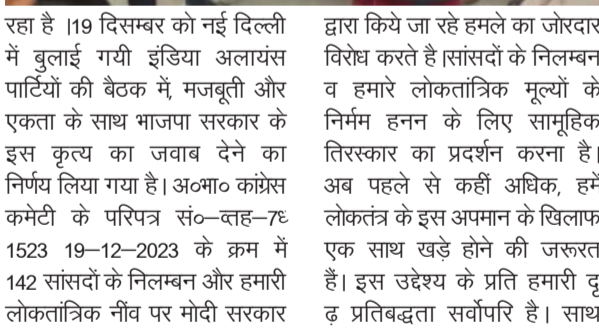 रहा है ।19 दिसम्बर को नई दिल्ली
में बुलाई गयी इंडिया अलायंस
पार्टियों की बैठक में, मजबूती और
एकता के साथ भाजपा सरकार के
इस कृत्य का जवाब देने का
निर्णय लिया गया है। अ०भा० कांग्रेस
कमेटी के परिपत्र सं०–व्तह–7ध्
1523 19–12–2023 के क्रम में
142 सांसदों के निलम्बन और हमारी
लोकतांत्रिक नींव पर मोदी सरकार
द्वारा किये जा रहे हमले का जोरदार
विरोध करते है।सांसदों के निलम्बन
व हमारे लोकतांत्रिक मूल्यों के
निर्मम हनन के लिए सामूहिक
तिरस्कार का प्रदर्शन करना है।
अब पहले से कहीं अधिक, हमें
लोकतंत्र के इस अपमान के खिलाफ
एक साथ खड़े होने की जरूरत
हैं। इस उद्देश्य के प्रति हमारी दृ
ढ़ प्रतिबद्धता सर्वोपरि है। साथ